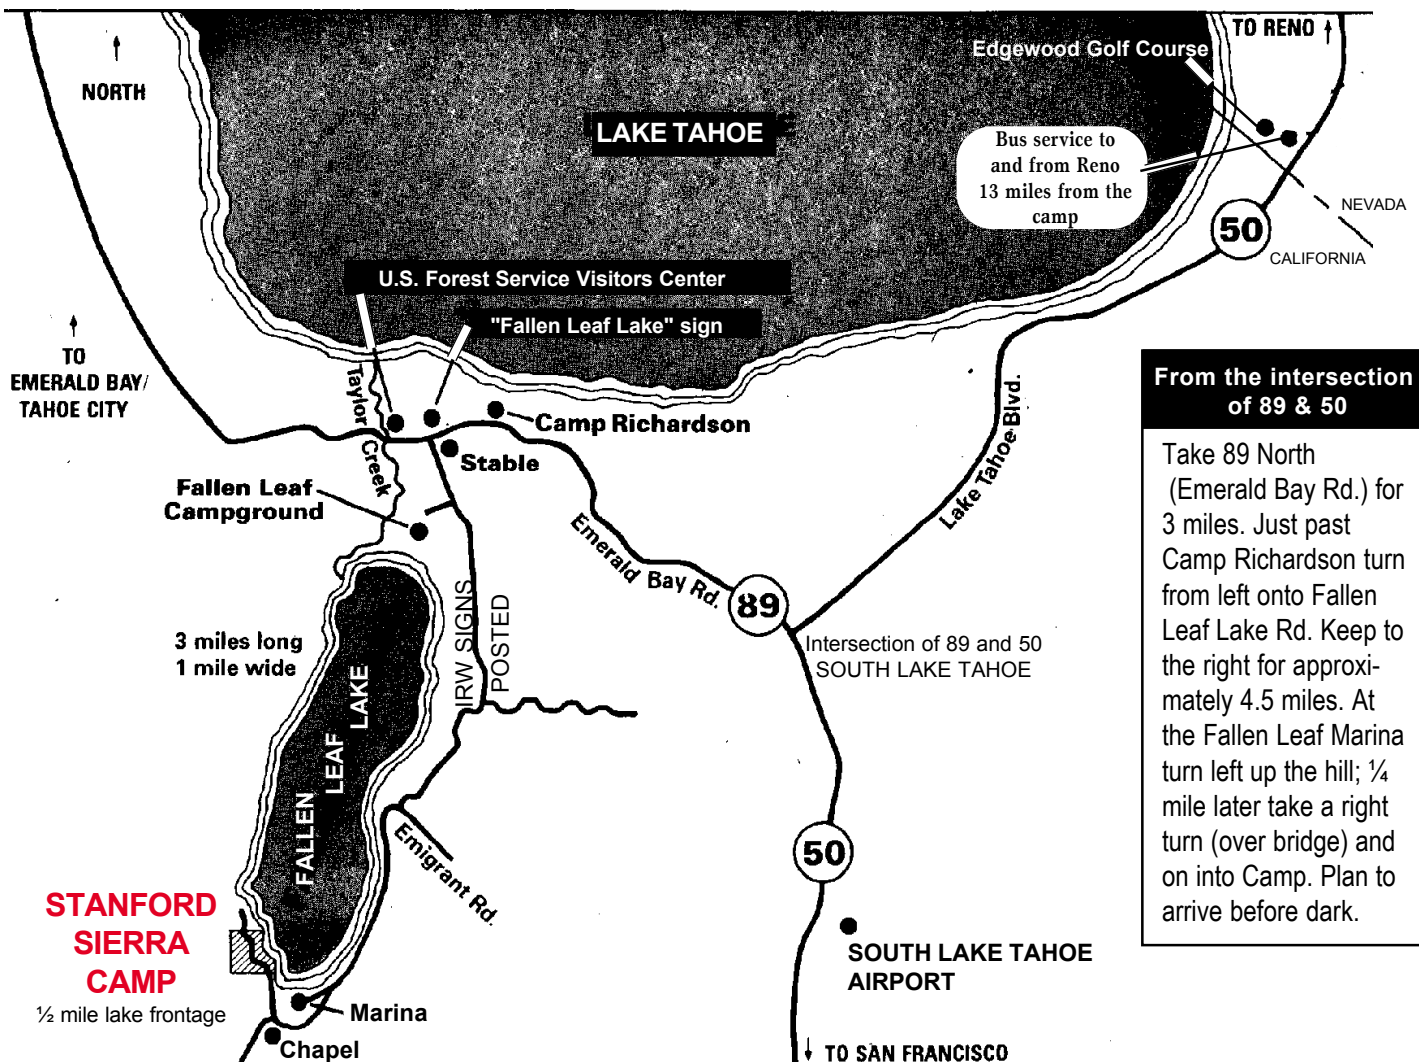 TO RENO
Edgewood Golf Course
NORTH
LAKE TAHOE
Bus service to
and from Reno
13 miles from the
camp
NEVADA
50
CALIFORNIA
U.S. Forest Service Visitors Center
"Fallen Leaf Lake" sign
TO
EMERALD BAY/
TAHOE CITY
Taylor Creek
Camp Richardson
Stable
Fallen Leaf
Campground
Lake Tahoe Blvd.
Emerald Bay Rd.
89
IRW SIGNS
POSTED
3 miles long
1 mile wide
Intersection of 89 and 50
SOUTH LAKE TAHOE
FALLEN LEAF LAKE
Emigrant Rd.
50
STANFORD
SIERRA
CAMP
½ mile lake frontage
SOUTH LAKE TAHOE
AIRPORT
Marina
Chapel
TO SAN FRANCISCO
From the intersection
of 89 & 50
Take 89 North
(Emerald Bay Rd.) for
3 miles. Just past
Camp Richardson turn
from left onto Fallen
Leaf Lake Rd. Keep to
the right for approxi-
mately 4.5 miles. At
the Fallen Leaf Marina
turn left up the hill; ¼
mile later take a right
turn (over bridge) and
on into Camp. Plan to
arrive before dark.